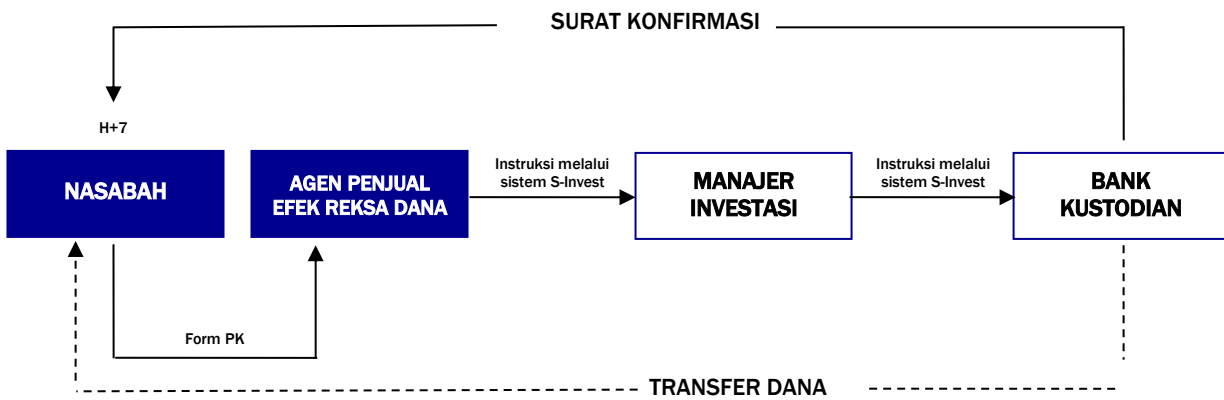 SURAT KONFIRMASI
H+7
NASABAH
AGEN PENJUAL
EFEK REKSA DANA
Instruksi melalui
sistem S-Invest
MANAJER
INVESTASI
Instruksi melalui
sistem S-Invest
BANK
KUSTODIAN
Form PK
TRANSFER DANA